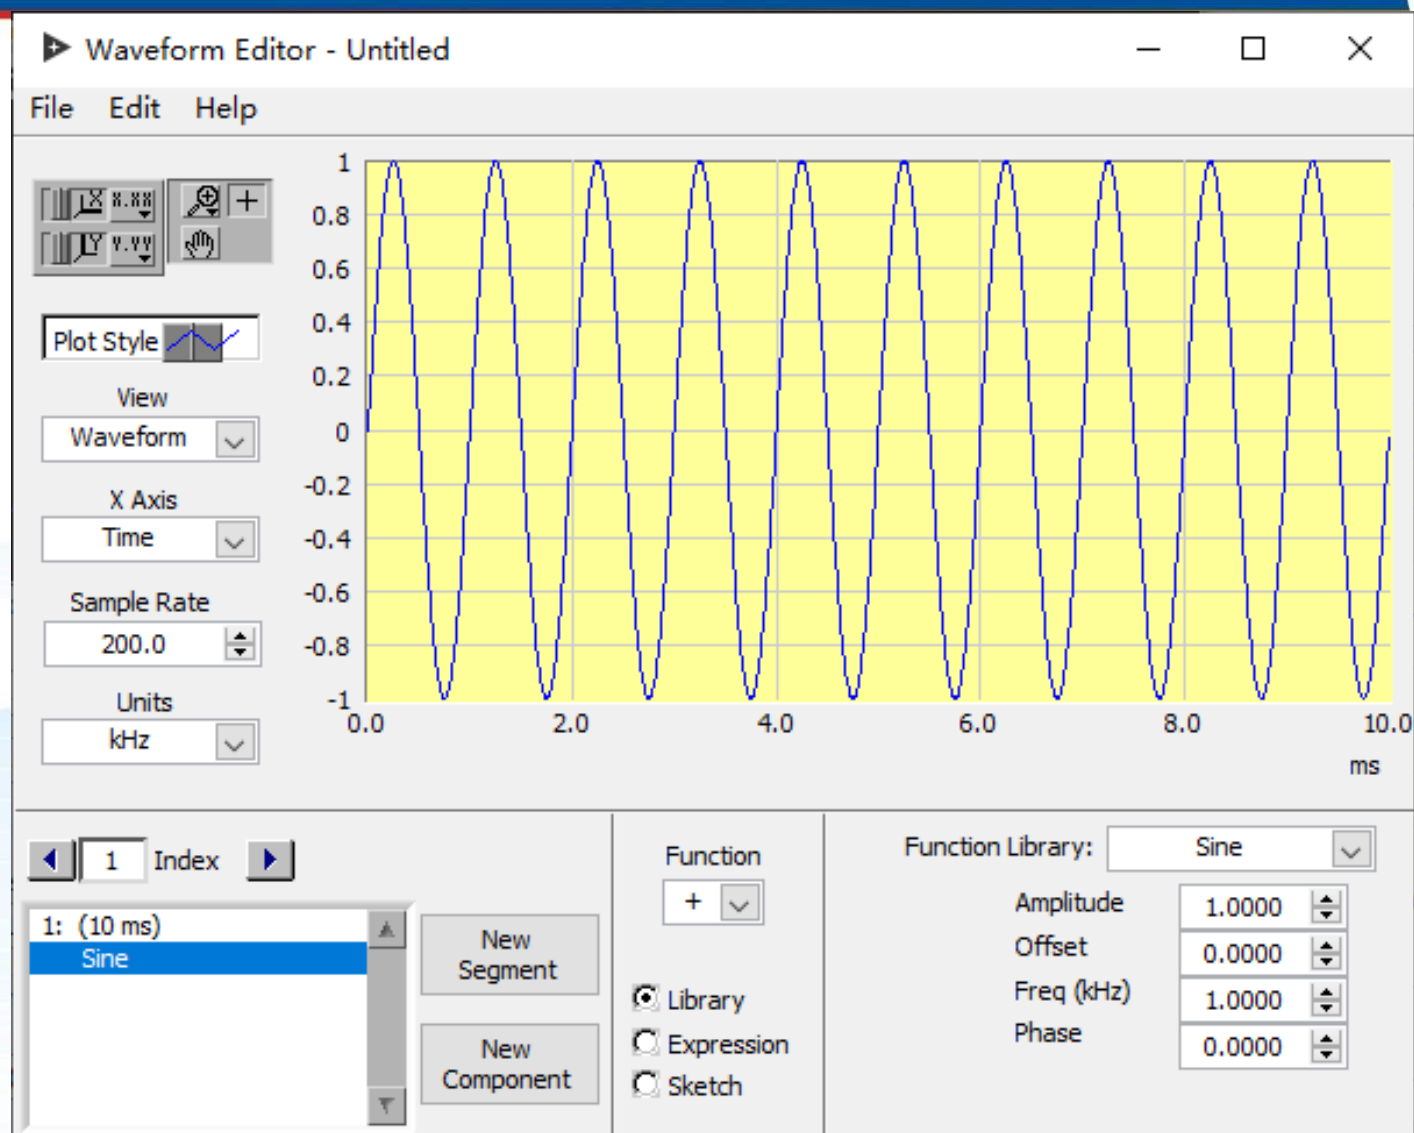 Waveform Editor - Untitled
File Edit Help
X.XX
Y.YY
Plot Style
View
Waveform
X Axis
Time
Sample Rate
200.0
Units
kHz
1
0.8
0.6
0.4
0.2
0
-0.2
-0.4
-0.6
-0.8
-1
0.0 2.0 4.0 6.0 8.0 10.0
ms
1 Index
1: (10 ms)
Sine
New
Segment
New
Component
Function
+
Library
Expression
Sketch
Function Library: Sine
Amplitude 1.0000
Offset 0.0000
Freq (kHz) 1.0000
Phase 0.0000